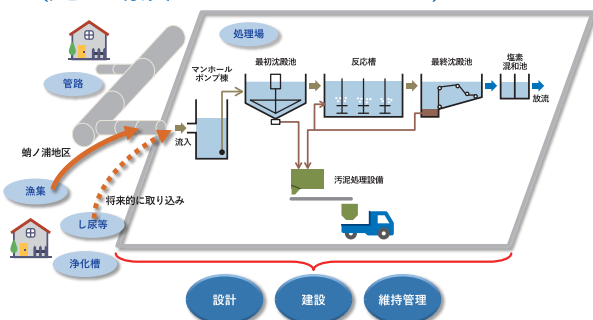 処理場
マンホール
ポンプ棟
最初沈殿池
反応槽
最終沈殿池
塩素
混和池
放流
管路
流入
蛸ノ浦地区
漁集
将来的に取り込み
し尿等
浄化槽
汚泥処理設備
設計
建設
維持管理